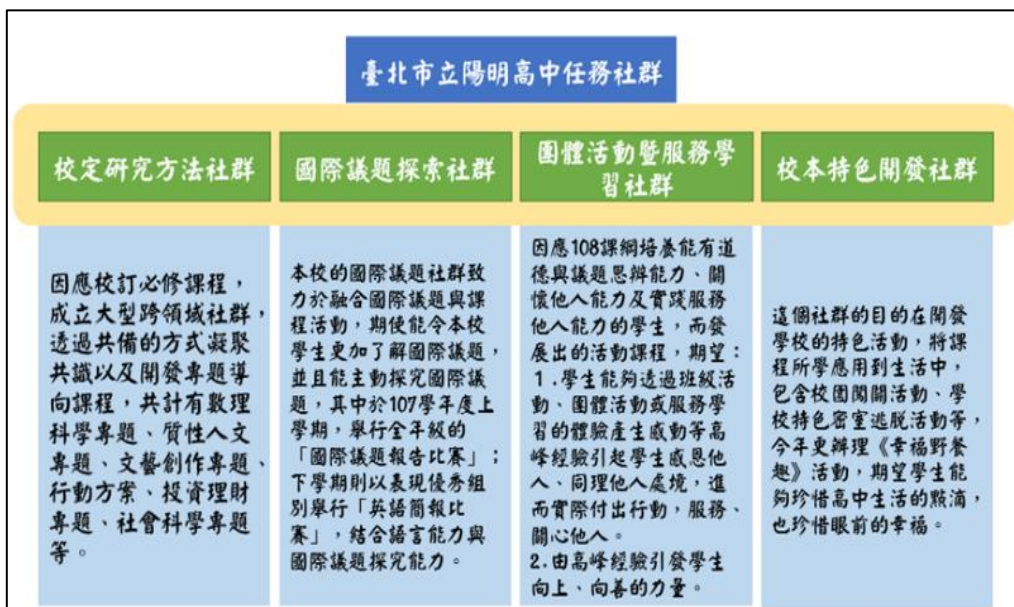 臺北市立陽明高中任務社群
校定研究方法社群
因應校訂必修課程，
成立大型跨領域社群，
透過共備的方式凝聚
共識以及開發專題導
向課程，共計有數理
科學專題、質性人文
專題、文藝創作專題、
行動方案、投資理財
專題、社會科學專題
等。
國際議題探索社群
本校的國際議題社群致
力於融合國際議題與課
程活動，期使能令本校
學生更加了解國際議題，
並且能主動探究國際議
題，其中於107學年度上
學期，舉行全年級的
「國際議題報告比賽」；
下學期則以表現優秀組
別舉行「英語簡報比
賽」，結合語言能力與
國際議題探究能力。
團體活動暨服務學
習社群
因應108課綱培養能有道
德與議題思辨能力、關
懷他人能力及實踐服務
他人能力的學生，而發
展出的活動課程，期望：
1.學生能夠透過班級活
動、團體活動或服務學
習的體驗產生感動等高
峰經驗引起學生感恩他
人、同理他人處境，進
而實際付出行動，服務、
關心他人。
2.由高峰經驗引發學生
向上、向善的力量。
校本特色開發社群
這個社群的目的在開發
學校的特色活動，將課
程所學應用到生活中，
包含校園闖關活動、學
校特色密室逃脫活動等，
今年更辦理《幸福野餐
趣》活動，期望學生能
夠珍惜高中生活的點滴，
也珍惜眼前的幸福。